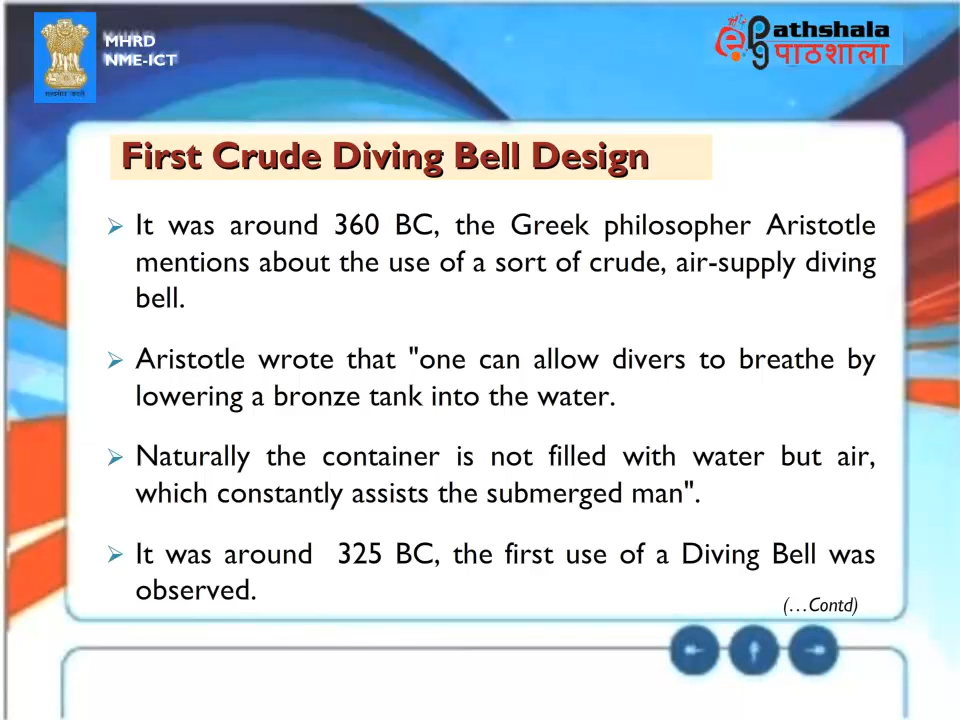 MHRD
NME-ICT
ePG Pathshala
पाठशाला
First Crude Diving Bell Design
It was around 360 BC, the Greek philosopher Aristotle
mentions about the use of a sort of crude, air-supply diving
bell.
Aristotle wrote that "one can allow divers to breathe by
lowering a bronze tank into the water.
Naturally the container is not filled with water but air,
which constantly assists the submerged man".
It was around 325 BC, the first use of a Diving Bell was
observed.
(…Contd)